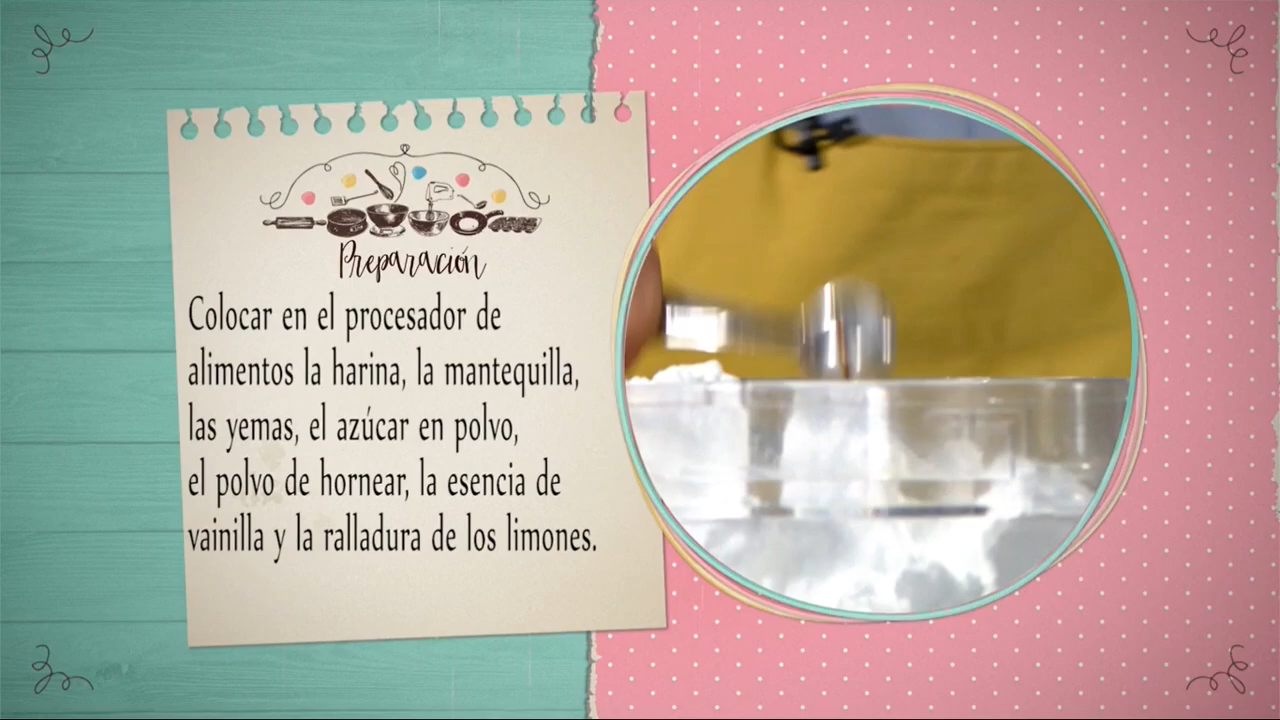 Preparación
Colocar en el procesador de
alimentos la harina, la mantequilla,
las yemas, el azúcar en polvo,
el polvo de hornear, la esencia de
vainilla y la ralladura de los limones.